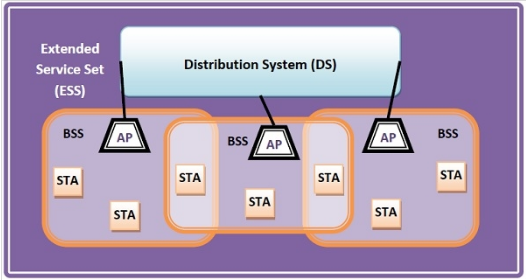 Extended
Service Set
(ESS)
Distribution System (DS)
BSS
AP
BSS
AP
AP
BSS
STA
STA
STA
STA
STA
STA
STA